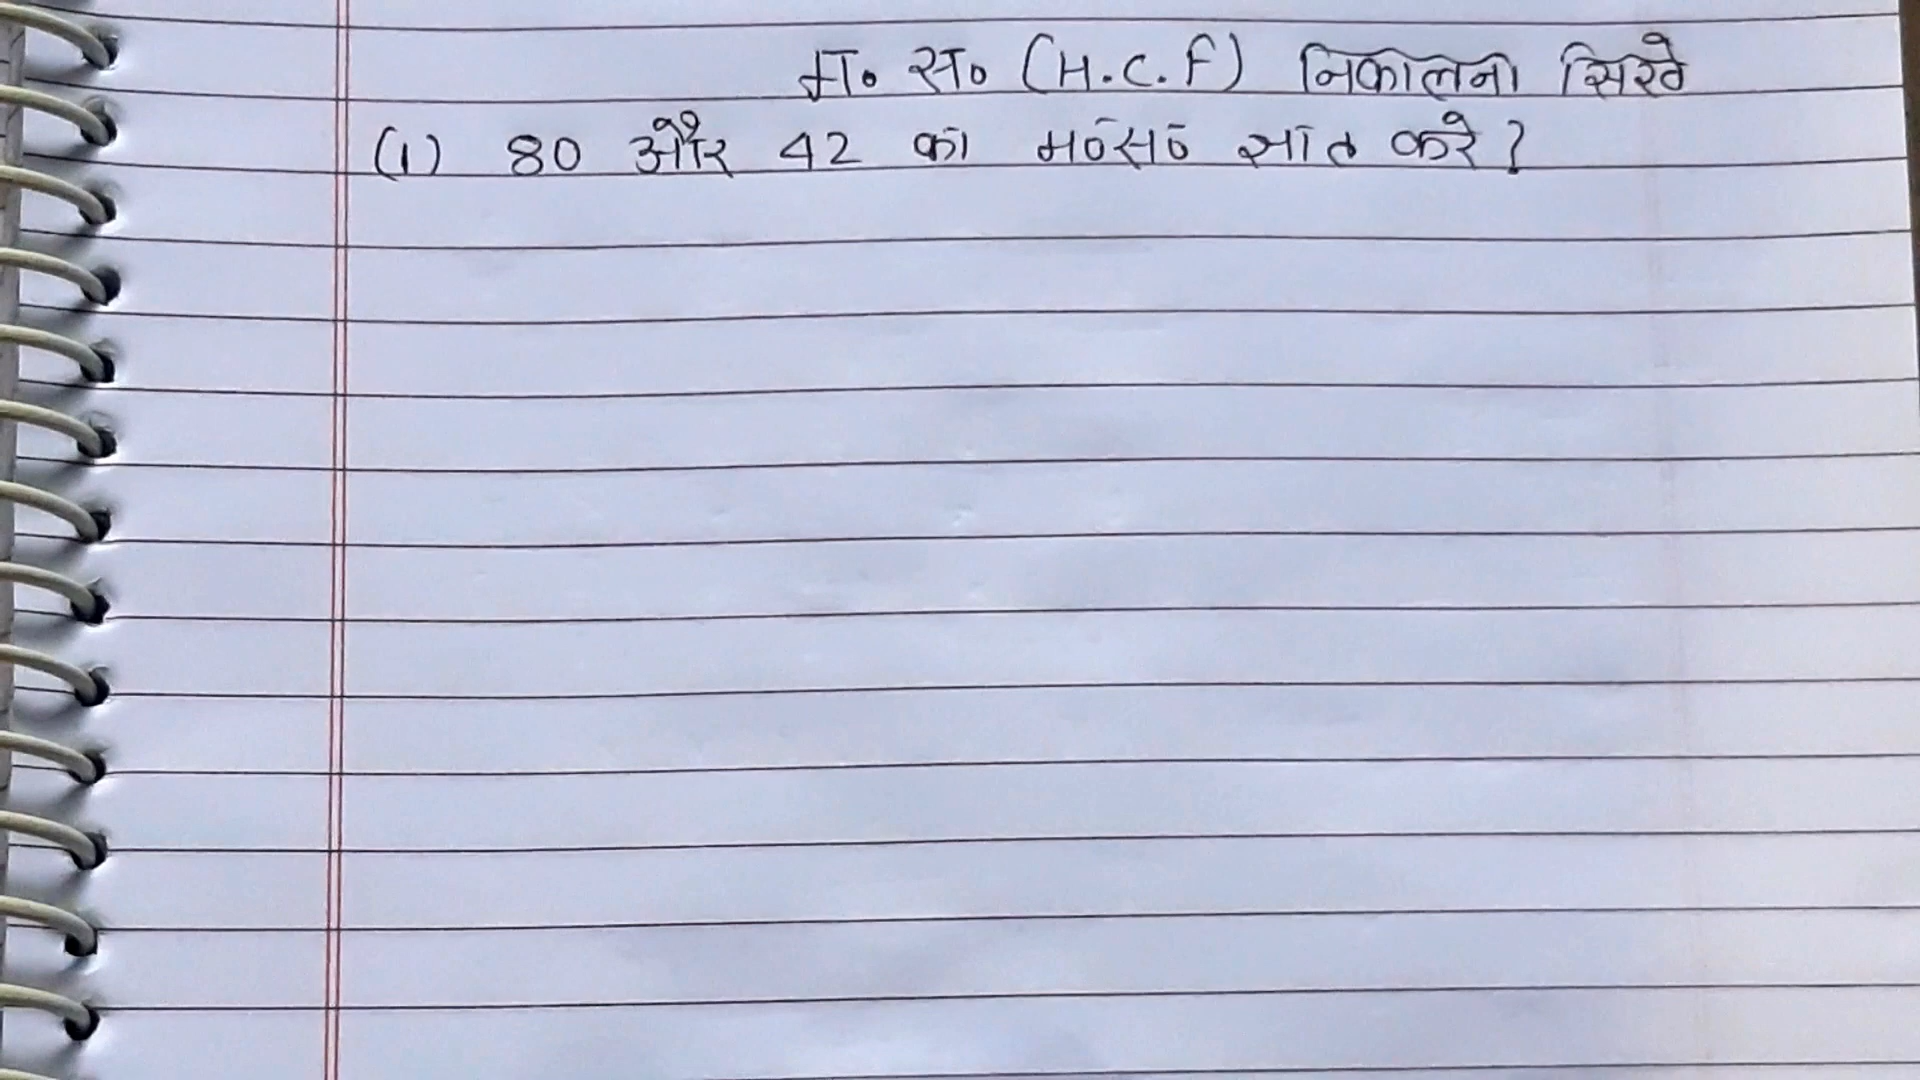 म० स० (H.C.F) निकालना सिखे
(1) 80 और 42 का म०स० ज्ञात करे ?